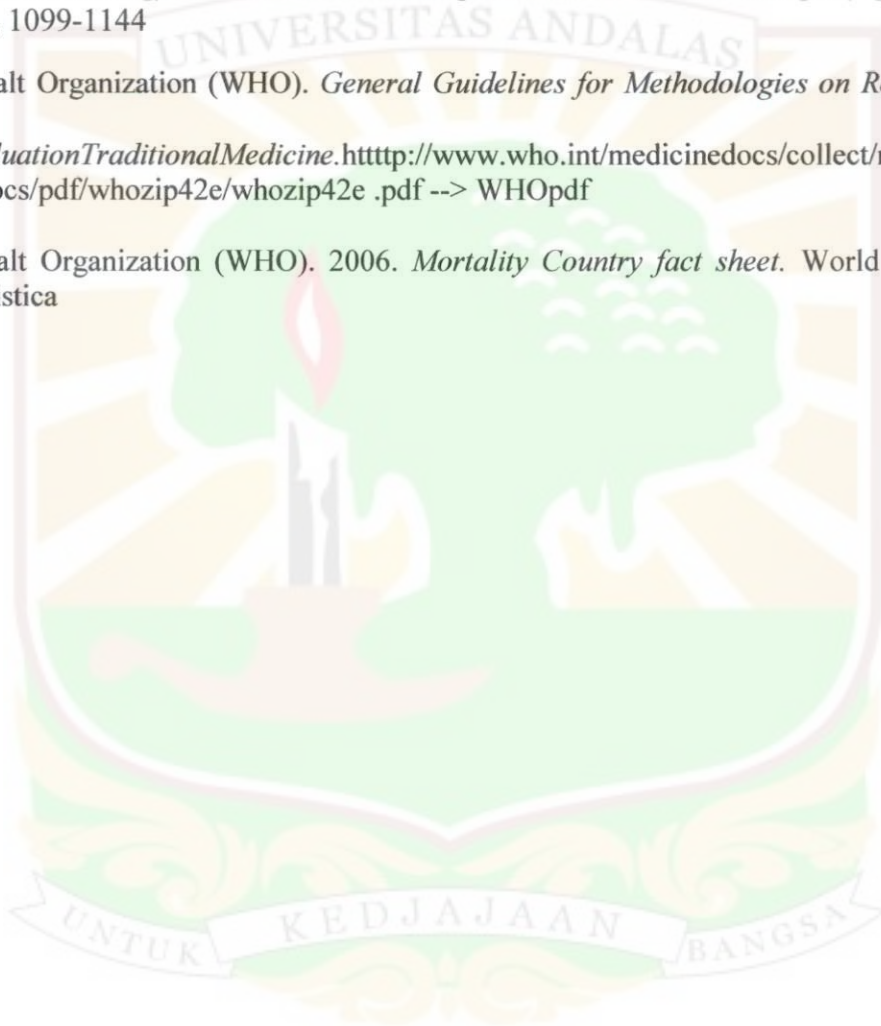 1099-1144
UNIVERSITAS ANDALAS
alt Organization (WHO). General Guidelines for Methodologies on R
uationTraditionalMedicine.httttp://www.who.int/medicinedocs/collect/
ocs/pdf/whozip42e/whozip42e .pdf --> WHOpdf
alt Organization (WHO). 2006. Mortality Country fact sheet. World
stica
UNTUK KEDJAJAAN BANGSA